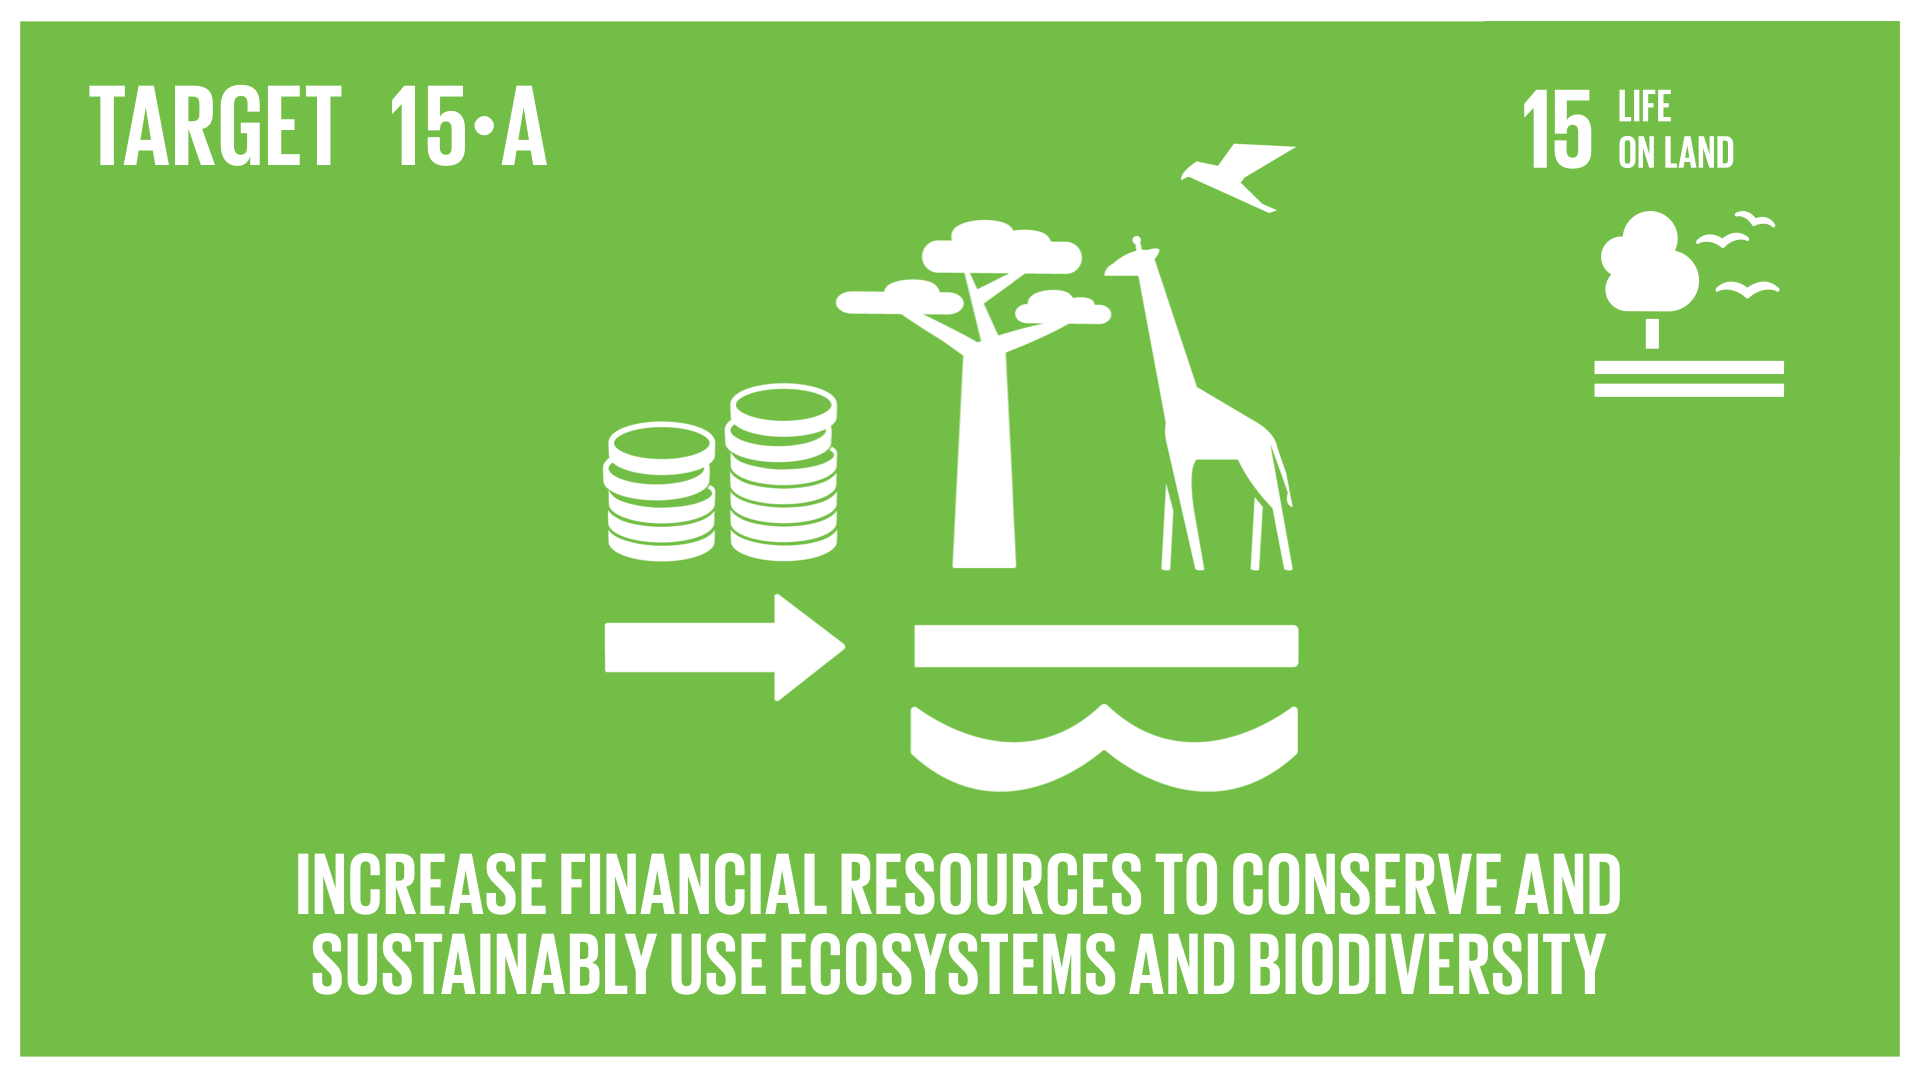 TARGET 15·A
15 LIFE
ON LAND
INCREASE FINANCIAL RESOURCES TO CONSERVE AND
SUSTAINABLY USE ECOSYSTEMS AND BIODIVERSITY